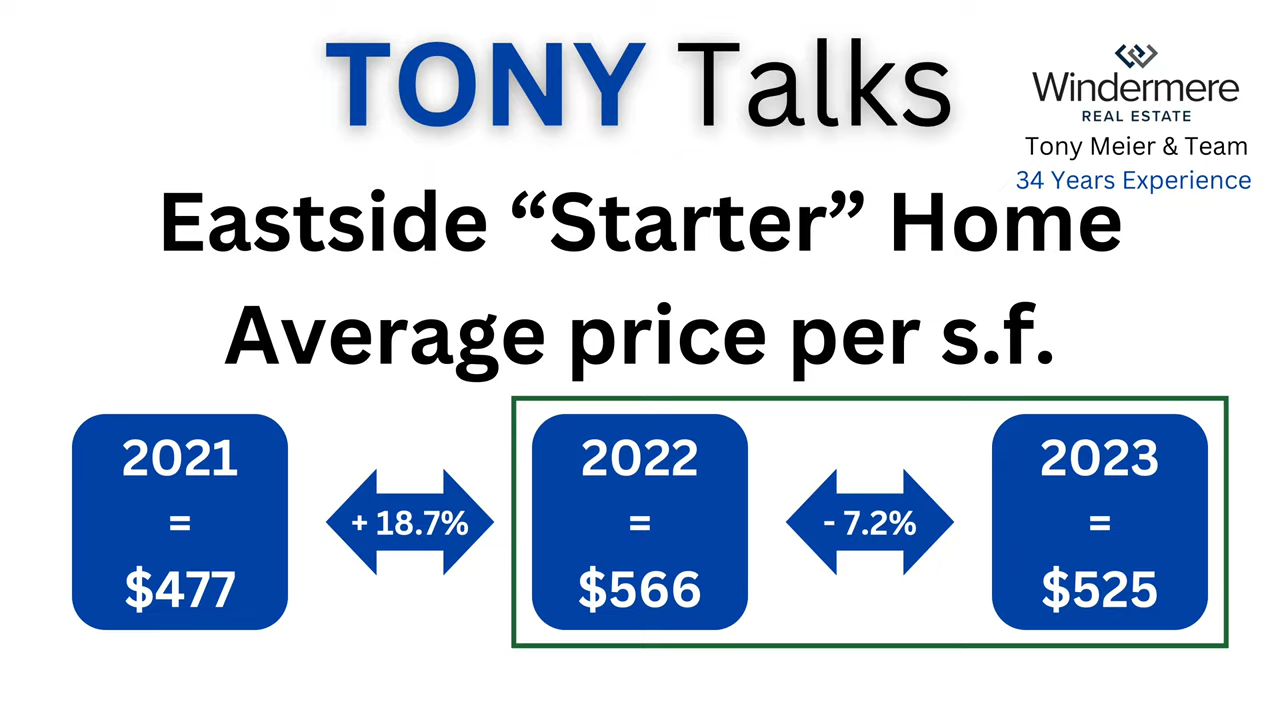 TONY Talks
Windermere
REAL ESTATE
Tony Meier & Team
34 Years Experience
Eastside “Starter” Home
Average price per s.f.
2021
=
$477
+ 18.7%
2022
=
$566
- 7.2%
2023
=
$525